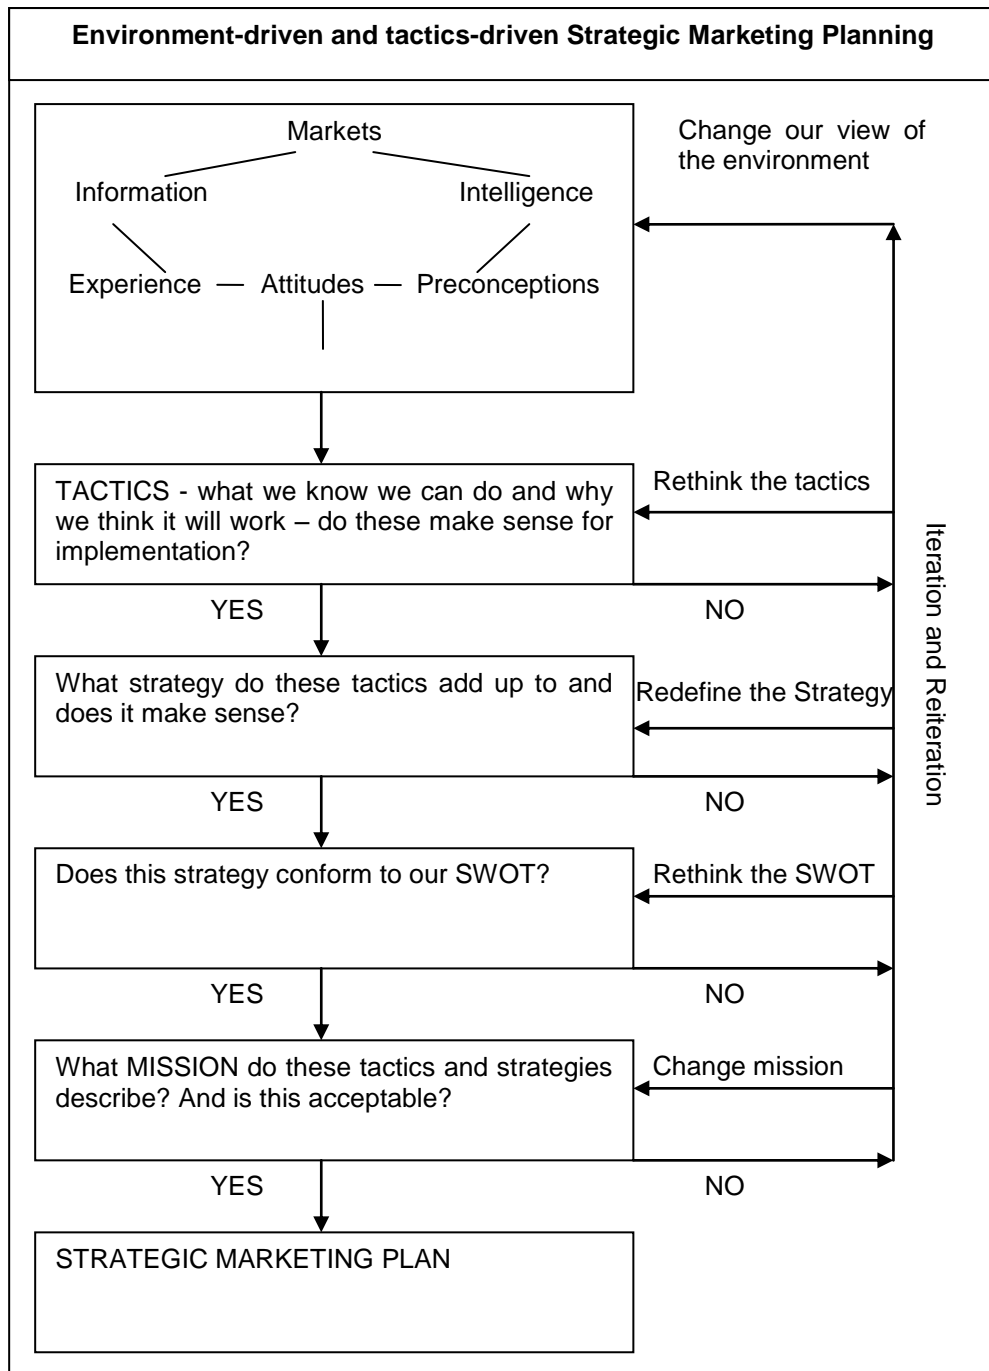 Environment-driven and tactics-driven Strategic Marketing Planning
Markets
Information
Intelligence
Experience
Attitudes
Preconceptions
Change our view of
the environment
TACTICS - what we know we can do and why
we think it will work – do these make sense for
implementation?
Rethink the tactics
YES
NO
What strategy do these tactics add up to and
does it make sense?
Redefine the Strategy
YES
NO
Does this strategy conform to our SWOT?
Rethink the SWOT
YES
NO
What MISSION do these tactics and strategies
describe? And is this acceptable?
Change mission
YES
NO
STRATEGIC MARKETING PLAN
Iteration and Reiteration